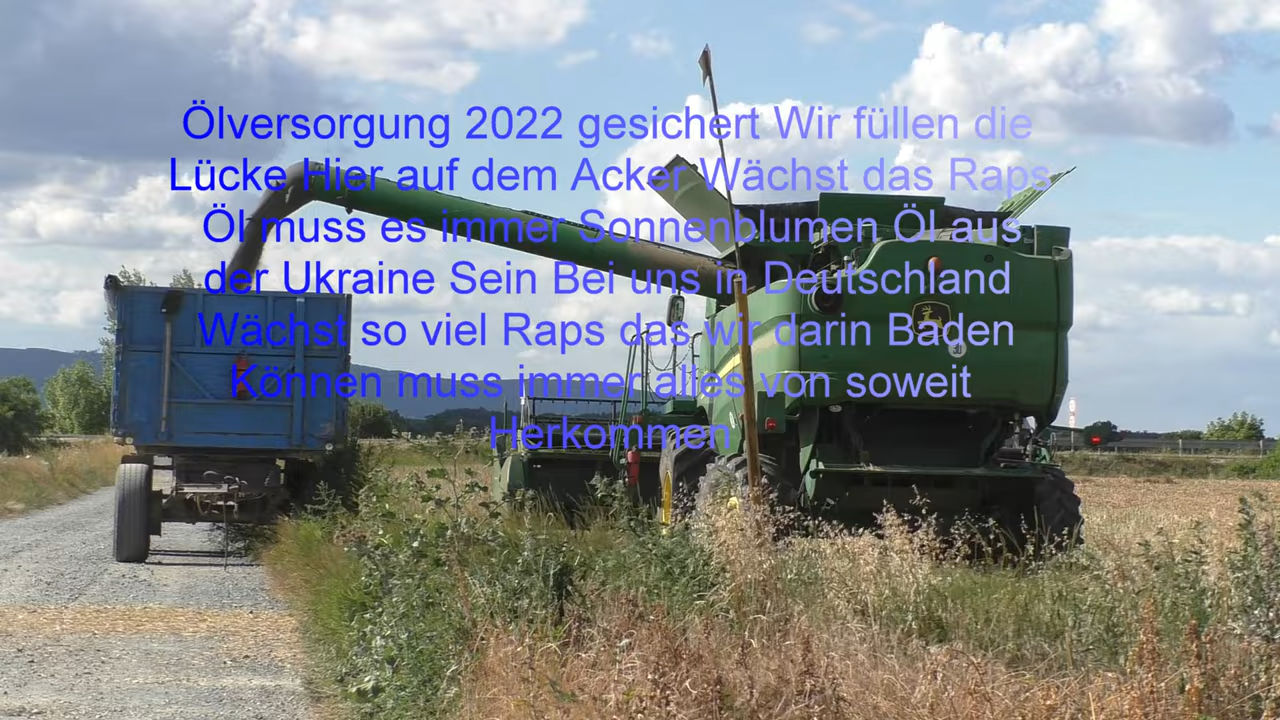 Ölversorgung 2022 gesichert Wir füllen die
Lücke Hier auf dem Acker Wächst das Raps
Öl muss es immer Sonnenblumen Öl aus
der Ukraine Sein Bei uns in Deutschland
Wächst so viel Raps das wir darin Baden
Können muss immer alles von soweit
Herkommen